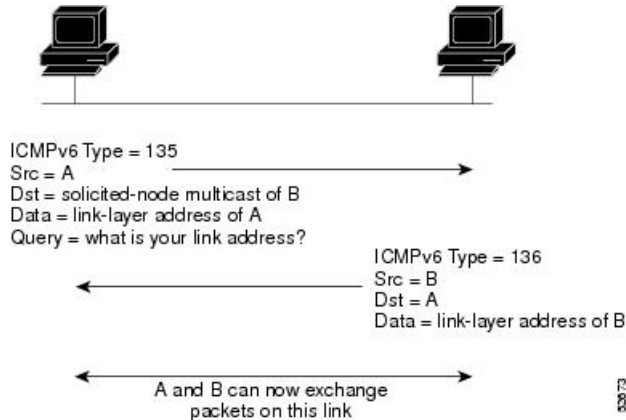 ICMPv6 Type = 135
Src = A
Dst = solicited-node multicast of B
Data = link-layer address of A
Query = what is your link address?
ICMPv6 Type = 136
Src = B
Dst = A
Data = link-layer address of B
A and B can now exchange
packets on this link